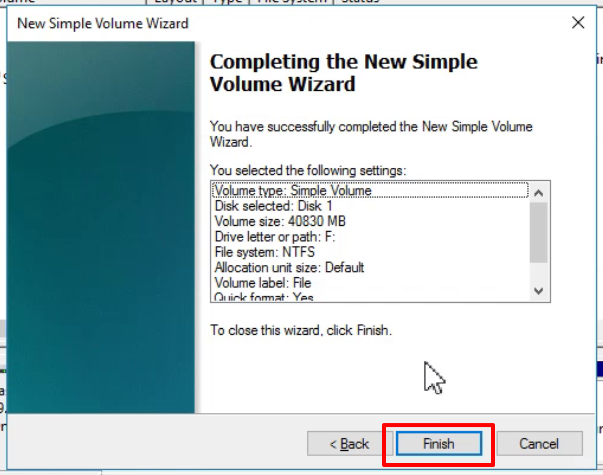 New Simple Volume Wizard
Completing the New Simple
Volume Wizard
You have successfully completed the New Simple Volume
Wizard.
You selected the following settings:
Volume type: Simple Volume
Disk selected: Disk 1
Volume size: 40830 MB
Drive letter or path: F:
File system: NTFS
Allocation unit size: Default
Volume label: File
Quick format: Yes
To close this wizard, click Finish.
< Back
Finish
Cancel